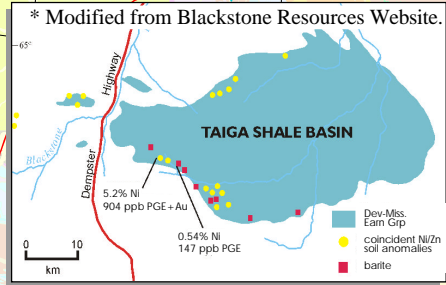 * Modified from Blackstone Resources Website.
65°
Highway
TAIGA SHALE BASIN
Blackstone
Dempster
5.2% Ni
904 ppb PGE+Au
0.54% Ni
147 ppb PGE
Dev-Miss.
Earn Grp
coincident Ni/Zn
soil anomalies
barite
0 10
km